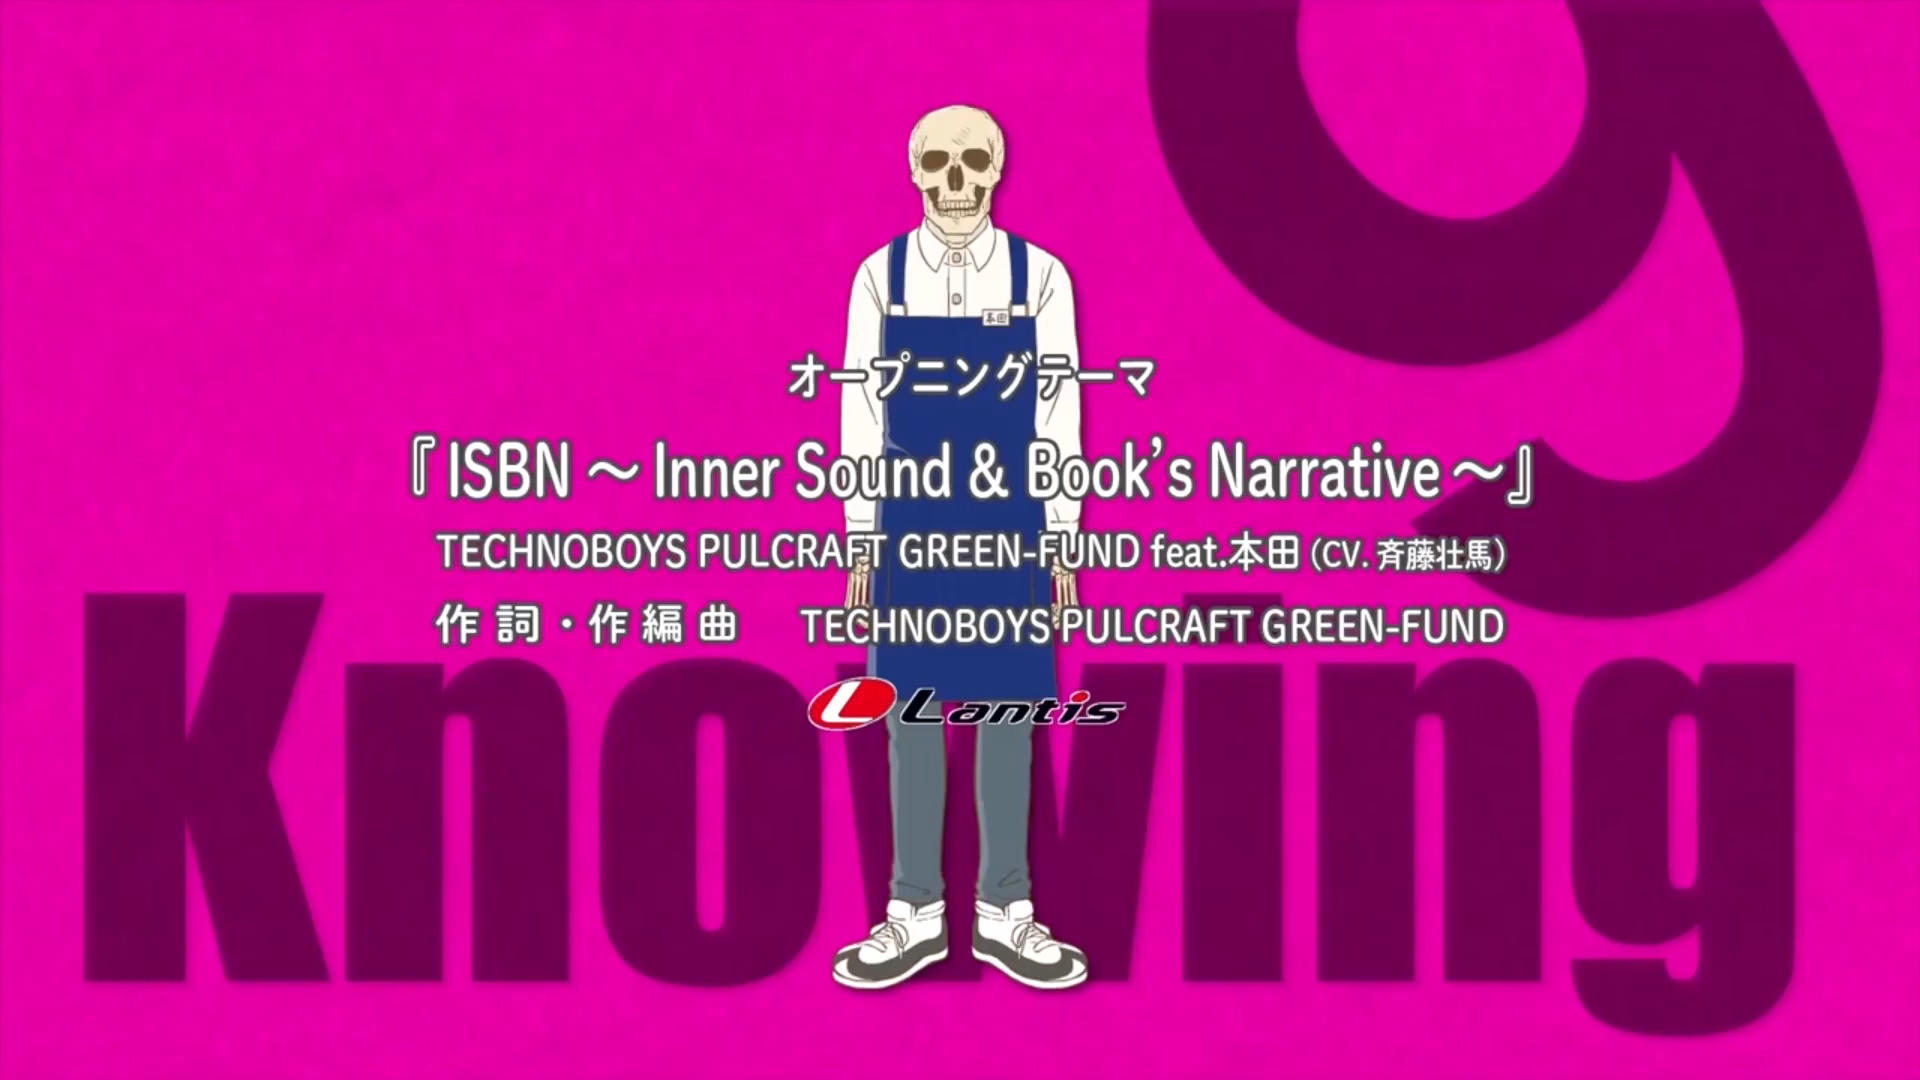 9
本田
オープニングテーマ
『ISBN～Inner Sound & Book’s Narrative～』
TECHNOBOYS PULCRAFT GREEN-FUND feat.本田(CV.斉藤壮馬)
作詞・作編曲 TECHNOBOYS PULCRAFT GREEN-FUND
L Lantis
Knowing